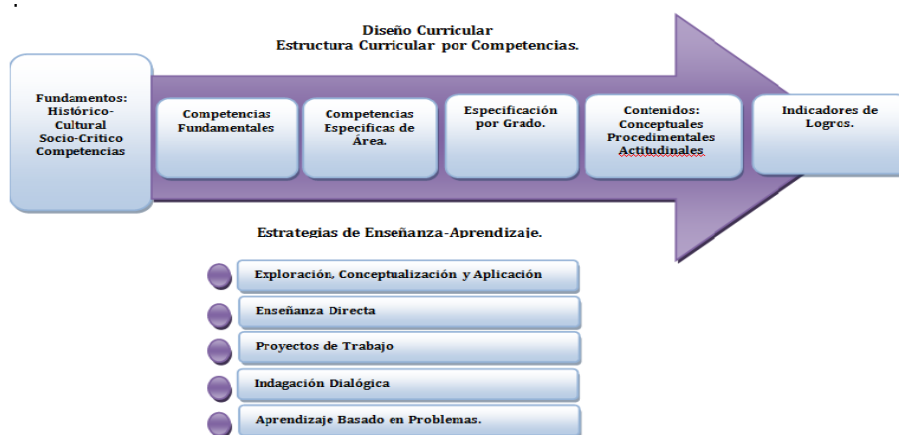 Diseño Curricular
Estructura Curricular por Competencias.
Fundamentos:
Histórico-
Cultural
Socio-Critico
Competencias
Competencias
Fundamentales
Competencias
Especificas de
Área.
Especificación
por Grado.
Contenidos:
Conceptuales
Procedimentales
Actitudinales
Indicadores de
Logros.
Estrategias de Enseñanza-Aprendizaje.
Exploración, Conceptualización y Aplicación
Enseñanza Directa
Proyectos de Trabajo
Indagación Dialógica
Aprendizaje Basado en Problemas.